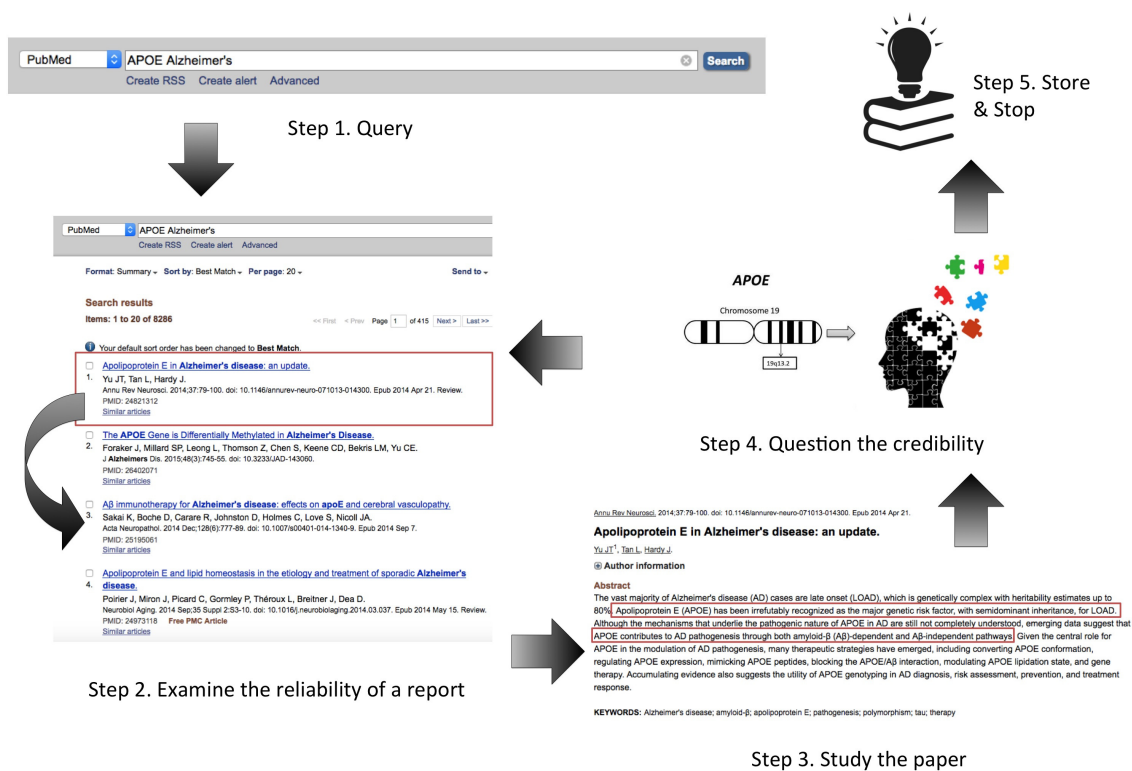 PubMed
APOE Alzheimer's
Search
Create RSS Create alert Advanced
Step 1. Query
PubMed
APOE Alzheimer's
Create RSS Create alert Advanced
Format: Summary Sort by: Best Match Per page: 20
Send to
Search results
Items: 1 to 20 of 8286
<< First < Prev Page 1 of 415 Next > Last >>
Your default sort order has been changed to Best Match.
Apolipoprotein E in Alzheimer's disease: an update.
1. Yu JT, Tan L, Hardy J.
Annu Rev Neurosci. 2014;37:79-100. doi: 10.1146/annurev-neuro-071013-014300. Epub 2014 Apr 21. Review.
PMID: 24821312
Similar articles
The APOE Gene is Differentially Methylated in Alzheimer's Disease.
2. Foraker J, Millard SP, Leong L, Thomson Z, Chen S, Keene CD, Bekris LM, Yu CE.
J Alzheimers Dis. 2015;48(3):745-55. doi: 10.3233/JAD-143060.
PMID: 26402071
Similar articles
Aβ immunotherapy for Alzheimer's disease: effects on apoE and cerebral vasculopathy.
3. Sakai K, Boche D, Carare R, Johnston D, Holmes C, Love S, Nicoll JA.
Acta Neuropathol. 2014 Dec;128(6):777-89. doi: 10.1007/s00401-014-1340-9. Epub 2014 Sep 7.
PMID: 25195061
Similar articles
Apolipoprotein E and lipid homeostasis in the etiology and treatment of sporadic Alzheimer's
4. disease.
Poirier J, Miron J, Picard C, Gormley P, Théroux L, Breitner J, Dea D.
Neurobiol Aging. 2014 Sep;35 Suppl 2:S3-10. doi: 10.1016/j.neurobiolaging.2014.03.037. Epub 2014 May 15. Review.
PMID: 24973118 Free PMC Article
Similar articles
Step 2. Examine the reliability of a report
Annu Rev Neurosci. 2014;37:79-100. doi: 10.1146/annurev-neuro-071013-014300. Epub 2014 Apr 21.
Apolipoprotein E in Alzheimer's disease: an update.
Yu JT1, Tan L, Hardy J.
Author information
Abstract
The vast majority of Alzheimer's disease (AD) cases are late onset (LOAD), which is genetically complex with heritability estimates up to
80%. Apolipoprotein E (APOE) has been irrefutably recognized as the major genetic risk factor, with semidominant inheritance, for LOAD.
Although the mechanisms that underlie the pathogenic nature of APOE in AD are still not completely understood, emerging data suggest that
APOE contributes to AD pathogenesis through both amyloid-β (Aβ)-dependent and Aβ-independent pathways. Given the central role for
APOE in the modulation of AD pathogenesis, many therapeutic strategies have emerged, including converting APOE conformation,
regulating APOE expression, mimicking APOE peptides, blocking the APOE/Aβ interaction, modulating APOE lipidation state, and gene
therapy. Accumulating evidence also suggests the utility of APOE genotyping in AD diagnosis, risk assessment, prevention, and treatment
response.
KEYWORDS: Alzheimer's disease; amyloid-β; apolipoprotein E; pathogenesis; polymorphism; tau; therapy
Step 3. Study the paper
APOE
Chromosome 19
19q13.2
Step 4. Question the credibility
Step 5. Store
& Stop